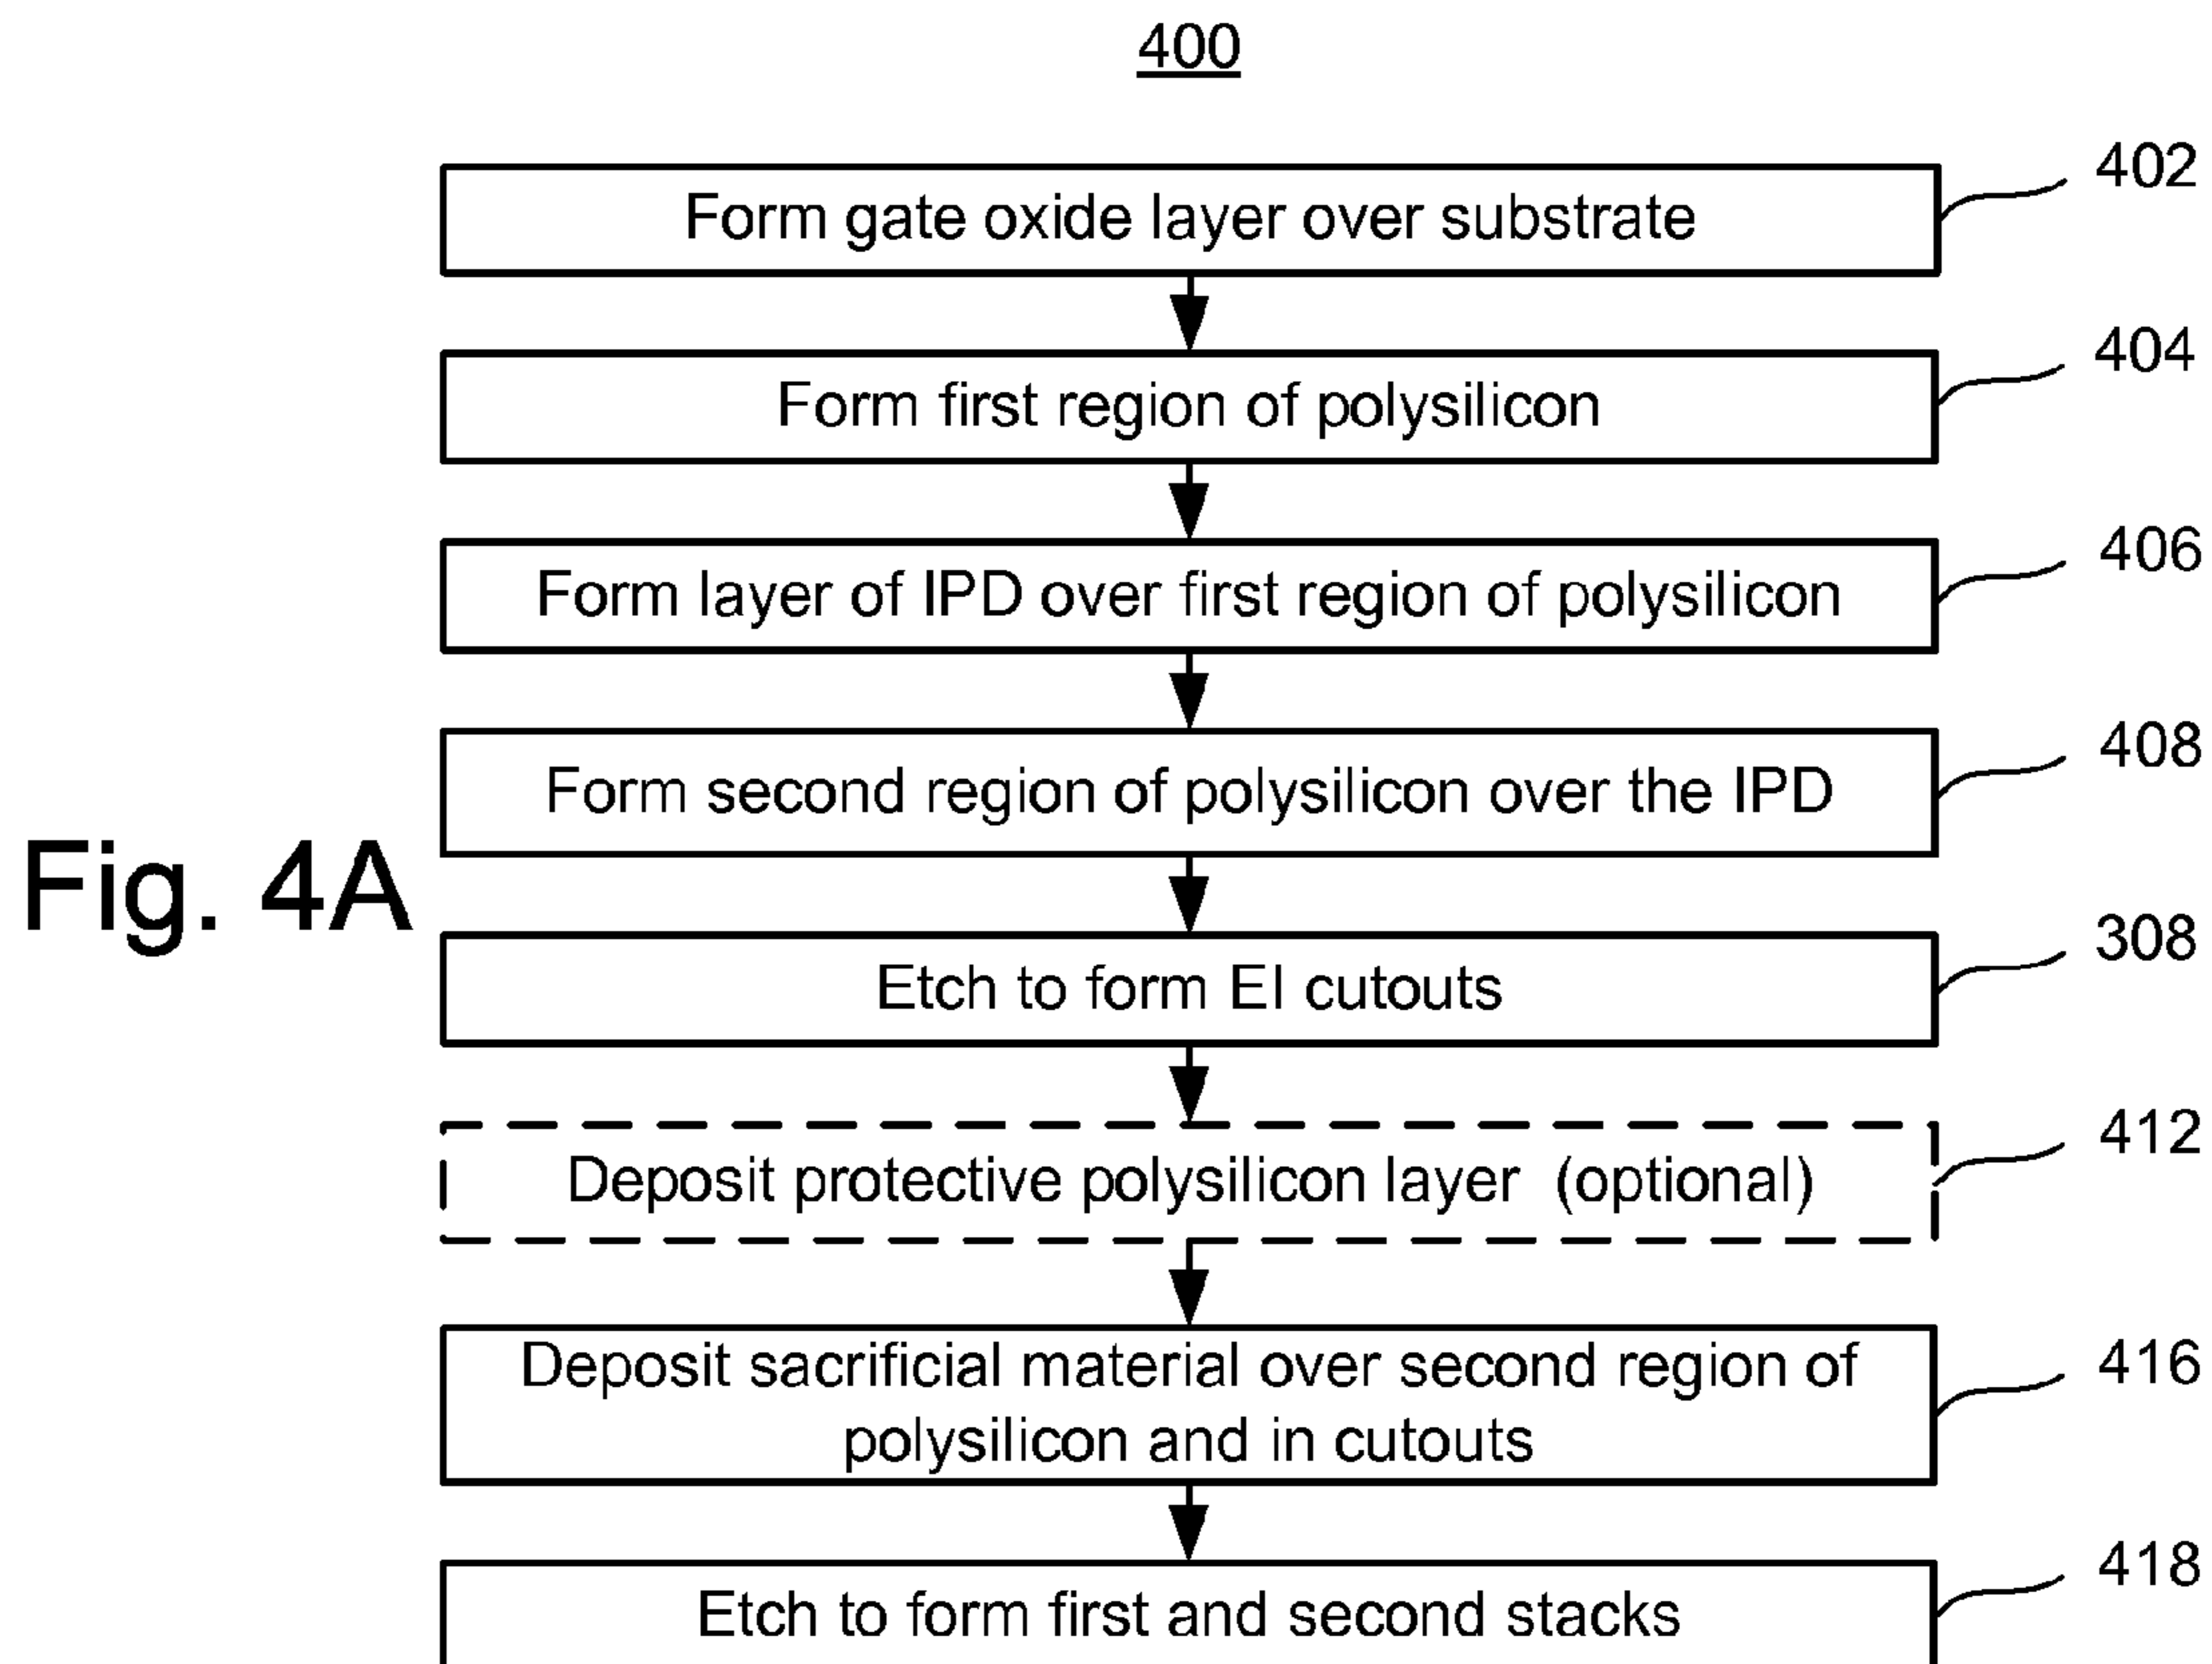 400
Form gate oxide layer over substrate
402
Form first region of polysilicon
404
Form layer of IPD over first region of polysilicon
406
Form second region of polysilicon over the IPD
408
Fig. 4A
Etch to form EI cutouts
308
Deposit protective polysilicon layer (optional)
412
Deposit sacrificial material over second region of
polysilicon and in cutouts
416
Etch to form first and second stacks
418